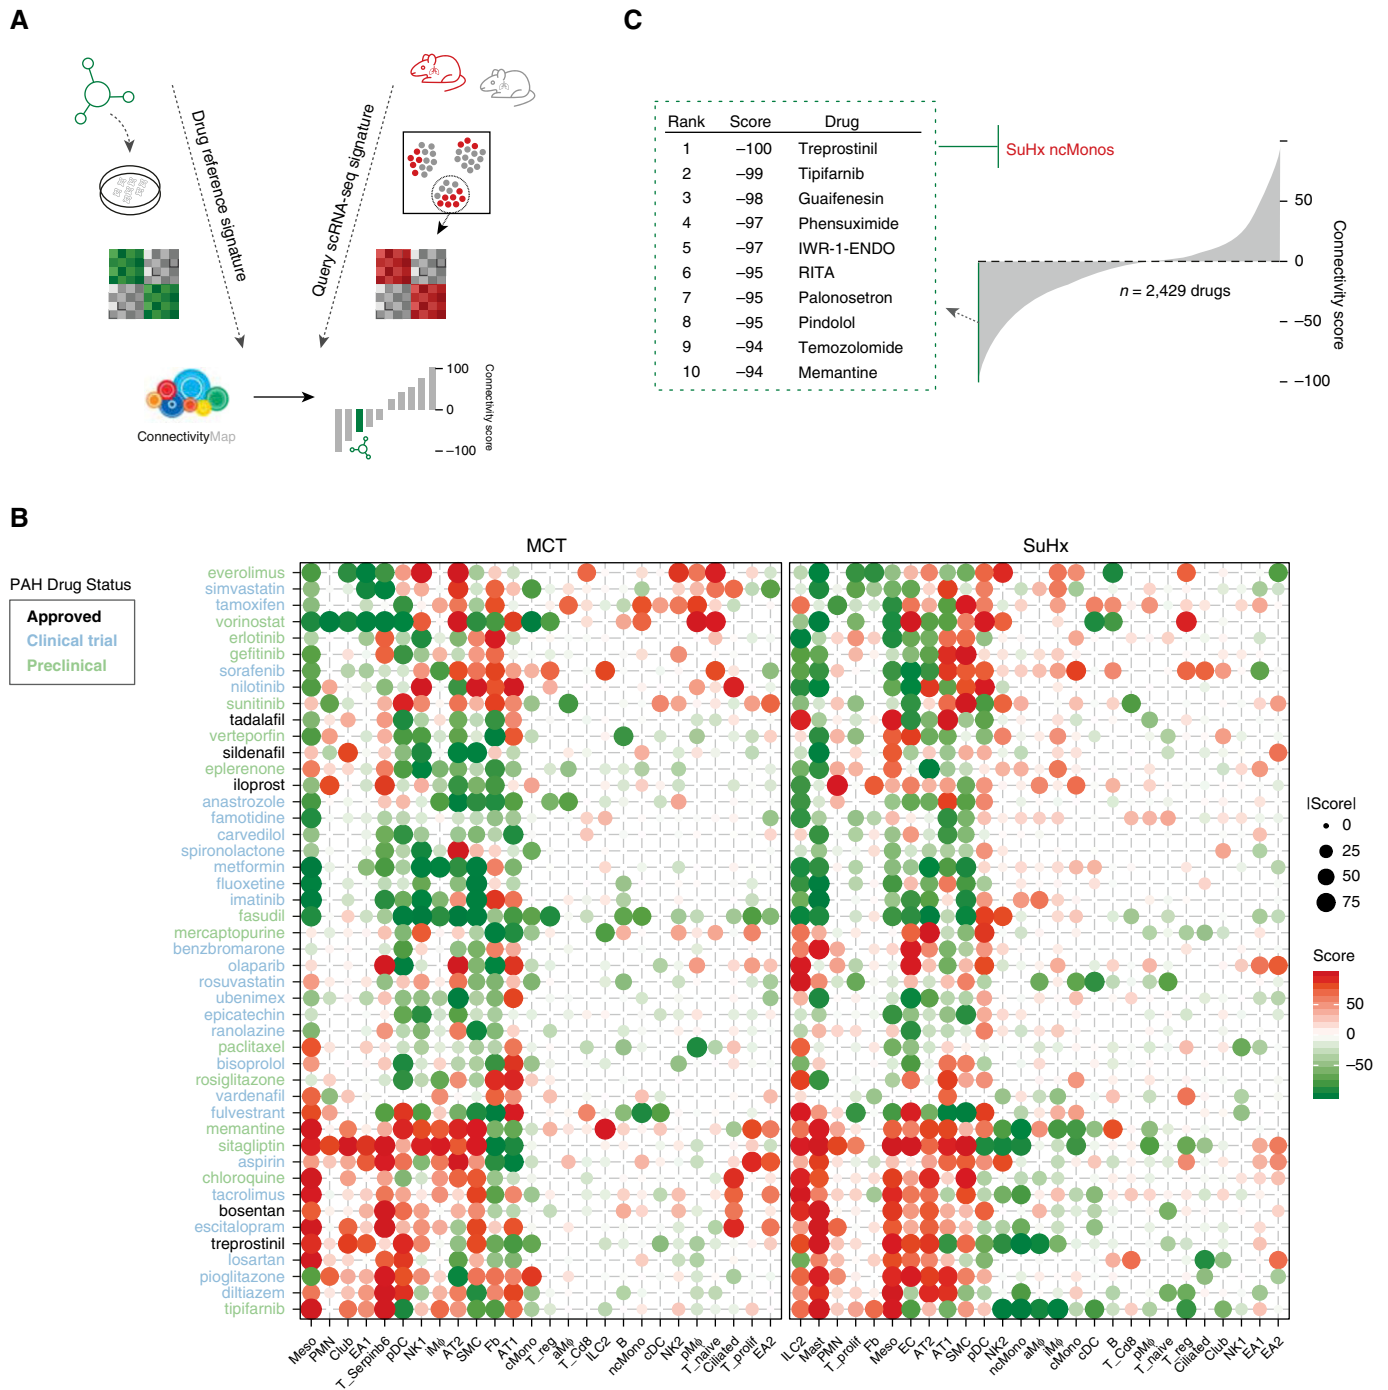 A
C
Drug reference signature
Query scRNA-seq signature
ConnectivityMap
100
0
−100
Connectivity score
Rank Score Drug
1 −100 Treprostinil
2 −99 Tipifarnib
3 −98 Guaifenesin
4 −97 Phensuximide
5 −97 IWR-1-ENDO
6 −95 RITA
7 −95 Palonosetron
8 −95 Pindolol
9 −94 Temozolomide
10 −94 Memantine
SuHx ncMonos
n = 2,429 drugs
50
0
−50
−100
Connectivity score
B
MCT
SuHx
PAH Drug Status
Approved
Clinical trial
Preclinical
everolimus
simvastatin
tamoxifen
vorinostat
erlotinib
gefitinib
sorafenib
nilotinib
sunitinib
tadalafil
verteporfin
sildenafil
eplerenone
iloprost
anastrozole
famotidine
carvedilol
spironolactone
metformin
fluoxetine
imatinib
fasudil
mercaptopurine
benzbromarone
olaparib
rosuvastatin
ubenimex
epicatechin
ranolazine
paclitaxel
bisoprolol
rosiglitazone
vardenafil
fulvestrant
memantine
sitagliptin
aspirin
chloroquine
tacrolimus
bosentan
escitalopram
treprostinil
losartan
pioglitazone
diltiazem
tipifarnib
Meso PMN Club EA1 T_Serpinb6 pDC NK1 iMϕ AT2 SMC Fb AT1 cMono T_reg aMϕ T_Cd8 ILC2 B ncMono cDC NK2 pMϕ T_naive Ciliated T_prolif EA2
ILC2 Mast PMN T_prolif Fb Meso EC AT2 AT1 SMC pDC NK2 ncMono aMϕ iMϕ cMono cDC B T_Cd8 pMϕ T_naive T_reg Ciliated Club NK1 EA1 EA2
|Score|
0
25
50
75
Score
50
0
−50